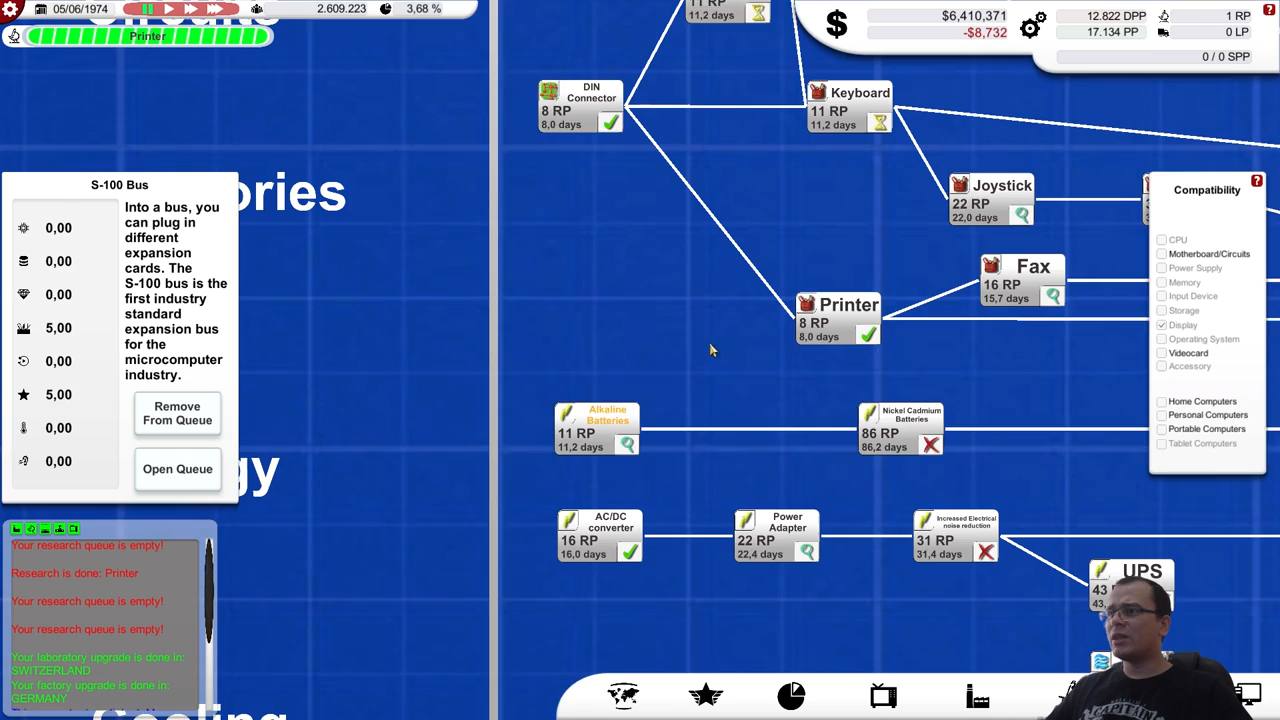 05/06/1974
2.609.223
3,68 %
Printer
11 RP
11,2 days
$
$6,410,371
-$8,732
12.822 DPP
17.134 PP
1 RP
0 LP
0 / 0 SPP
?
DIN
Connector
8 RP
8,0 days
Keyboard
11 RP
11,2 days
Joystick
22 RP
22,0 days
Fax
16 RP
15,7 days
Printer
8 RP
8,0 days
ories
S-100 Bus
0,00
0,00
0,00
5,00
0,00
5,00
0,00
0,00
Into a bus, you
can plug in
different
expansion
cards. The
S-100 bus is the
first industry
standard
expansion bus
for the
microcomputer
industry.
Remove
From Queue
Open Queue
gy
Compatibility
?
CPU
Motherboard/Circuits
Power Supply
Memory
Input Device
Storage
Display
Operating System
Videocard
Accessory
Home Computers
Personal Computers
Portable Computers
Tablet Computers
Alkaline
Batteries
11 RP
11,2 days
Nickel Cadmium
Batteries
86 RP
86,2 days
AC/DC
converter
16 RP
16,0 days
Power
Adapter
22 RP
22,4 days
Increased Electrical
noise reduction
31 RP
31,4 days
UPS
43
43,
Your research queue is empty!
Research is done: Printer
Your research queue is empty!
Your research queue is empty!
Your laboratory upgrade is done in:
SWITZERLAND
Your factory upgrade is done in:
GERMANY
Cooling
CAPTAIN